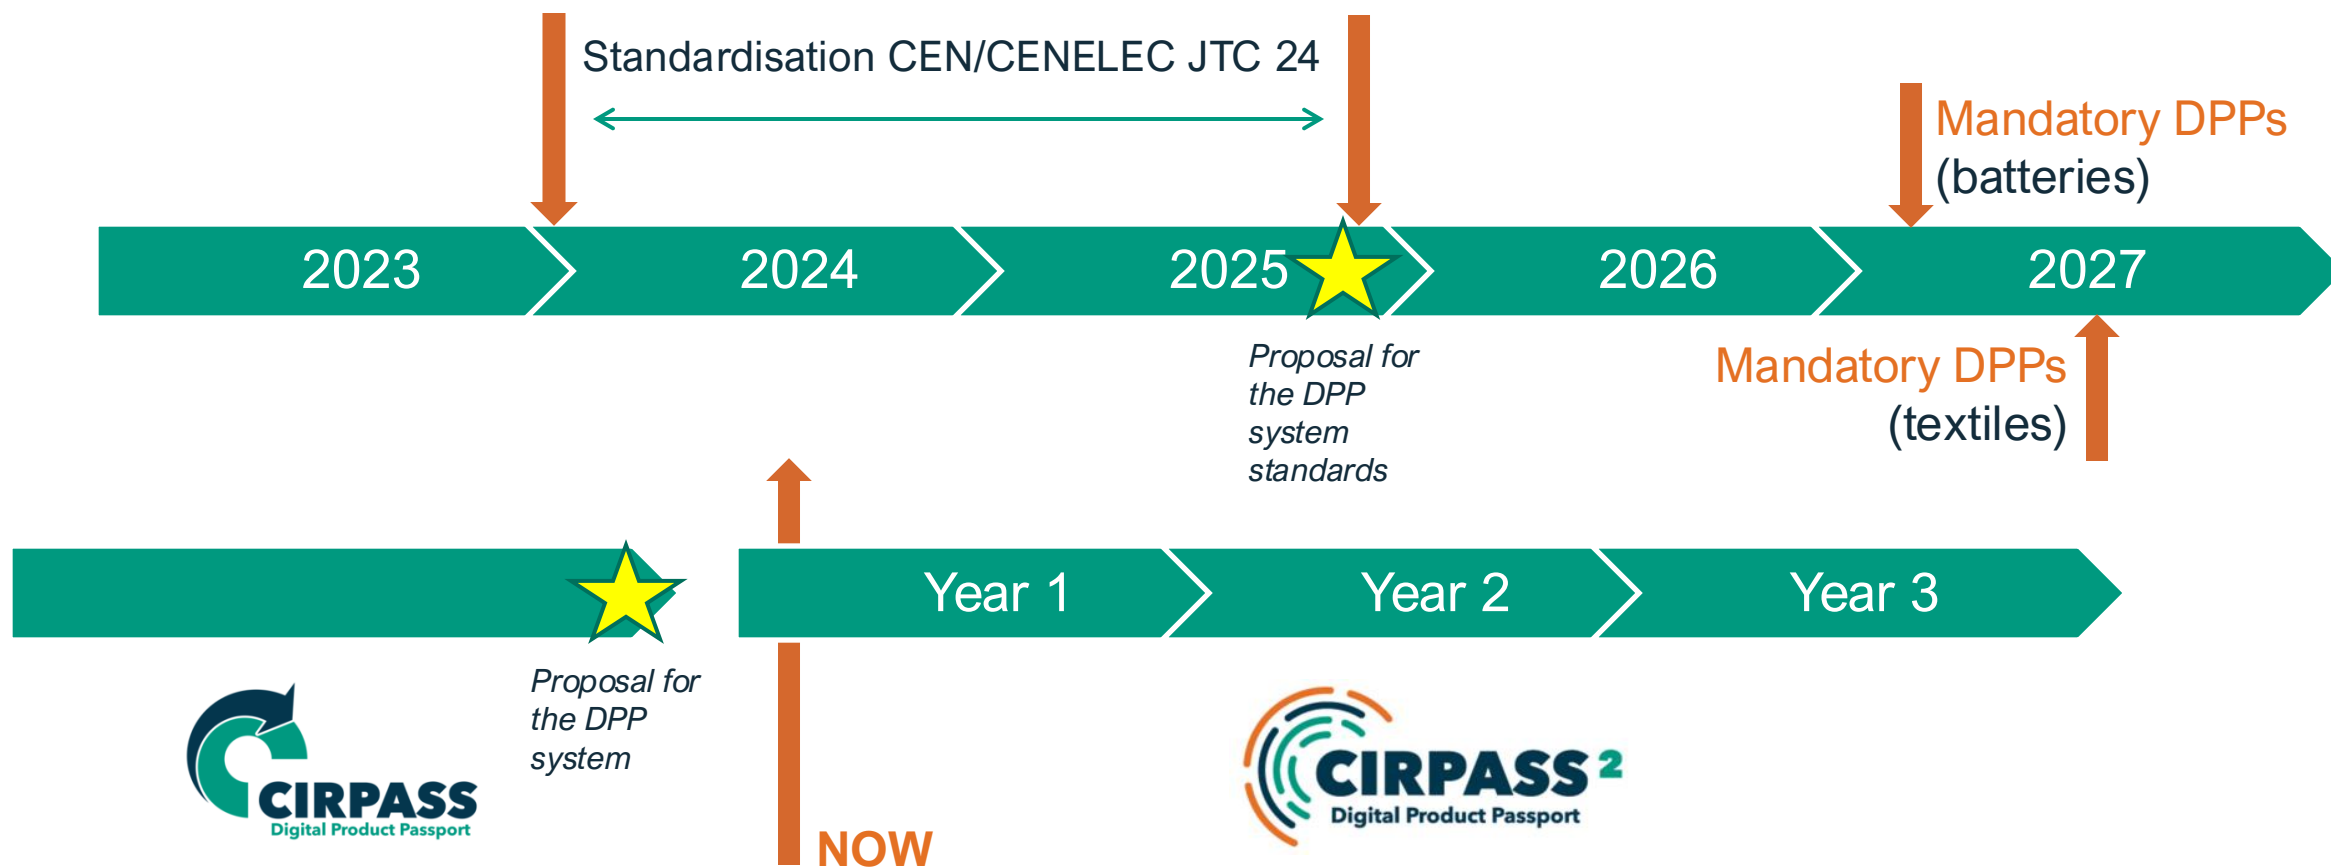 Standardisation CEN/CENELEC JTC 24
Mandatory DPPs
(batteries)
2023
2024
2025
2026
2027
Proposal for
the DPP
system
standards
Mandatory DPPs
(textiles)
Year 1
Year 2
Year 3
Proposal for
the DPP
system
CIRPASS
Digital Product Passport
NOW
CIRPASS 2
Digital Product Passport